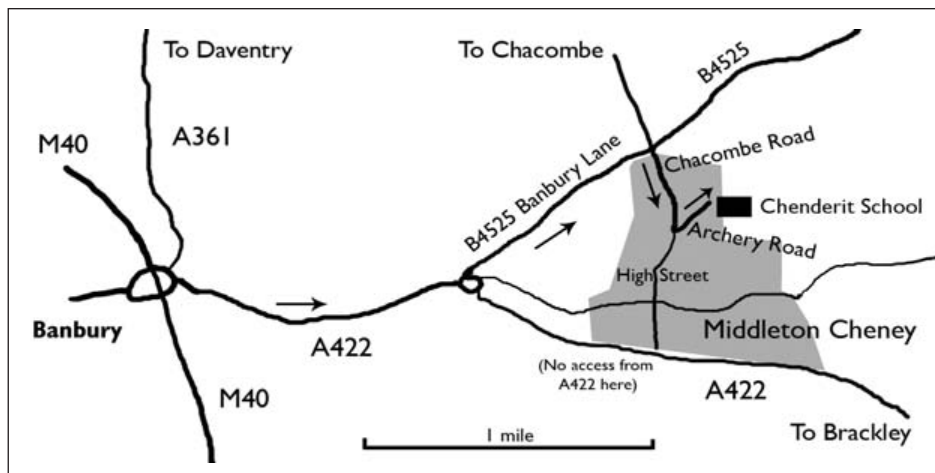 To Daventry
To Chacombe
B4525
M40
A361
Chacombe Road
B4525 Banbury Lane
Chenderit School
Archery Road
High Street
Banbury
A422
Middleton Cheney
(No access from
A422 here)
A422
M40
1 mile
To Brackley